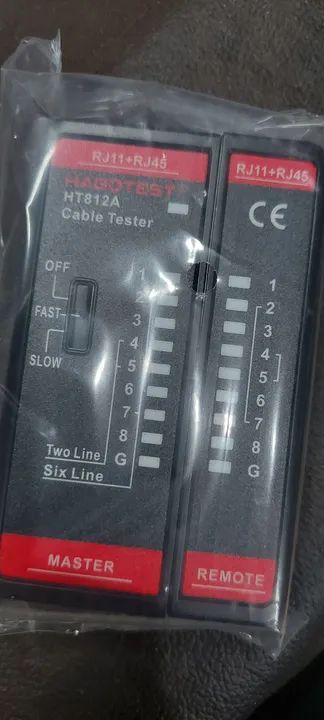 RJ11+RJ45
HABOTEST
HT812A
Cable Tester
OFF
FAST
SLOW
1
2
3
4
5
6
7
8
G
Two Line
Six Line
MASTER
RJ11+RJ45
CE
1
2
3
4
5
6
7
8
G
REMOTE